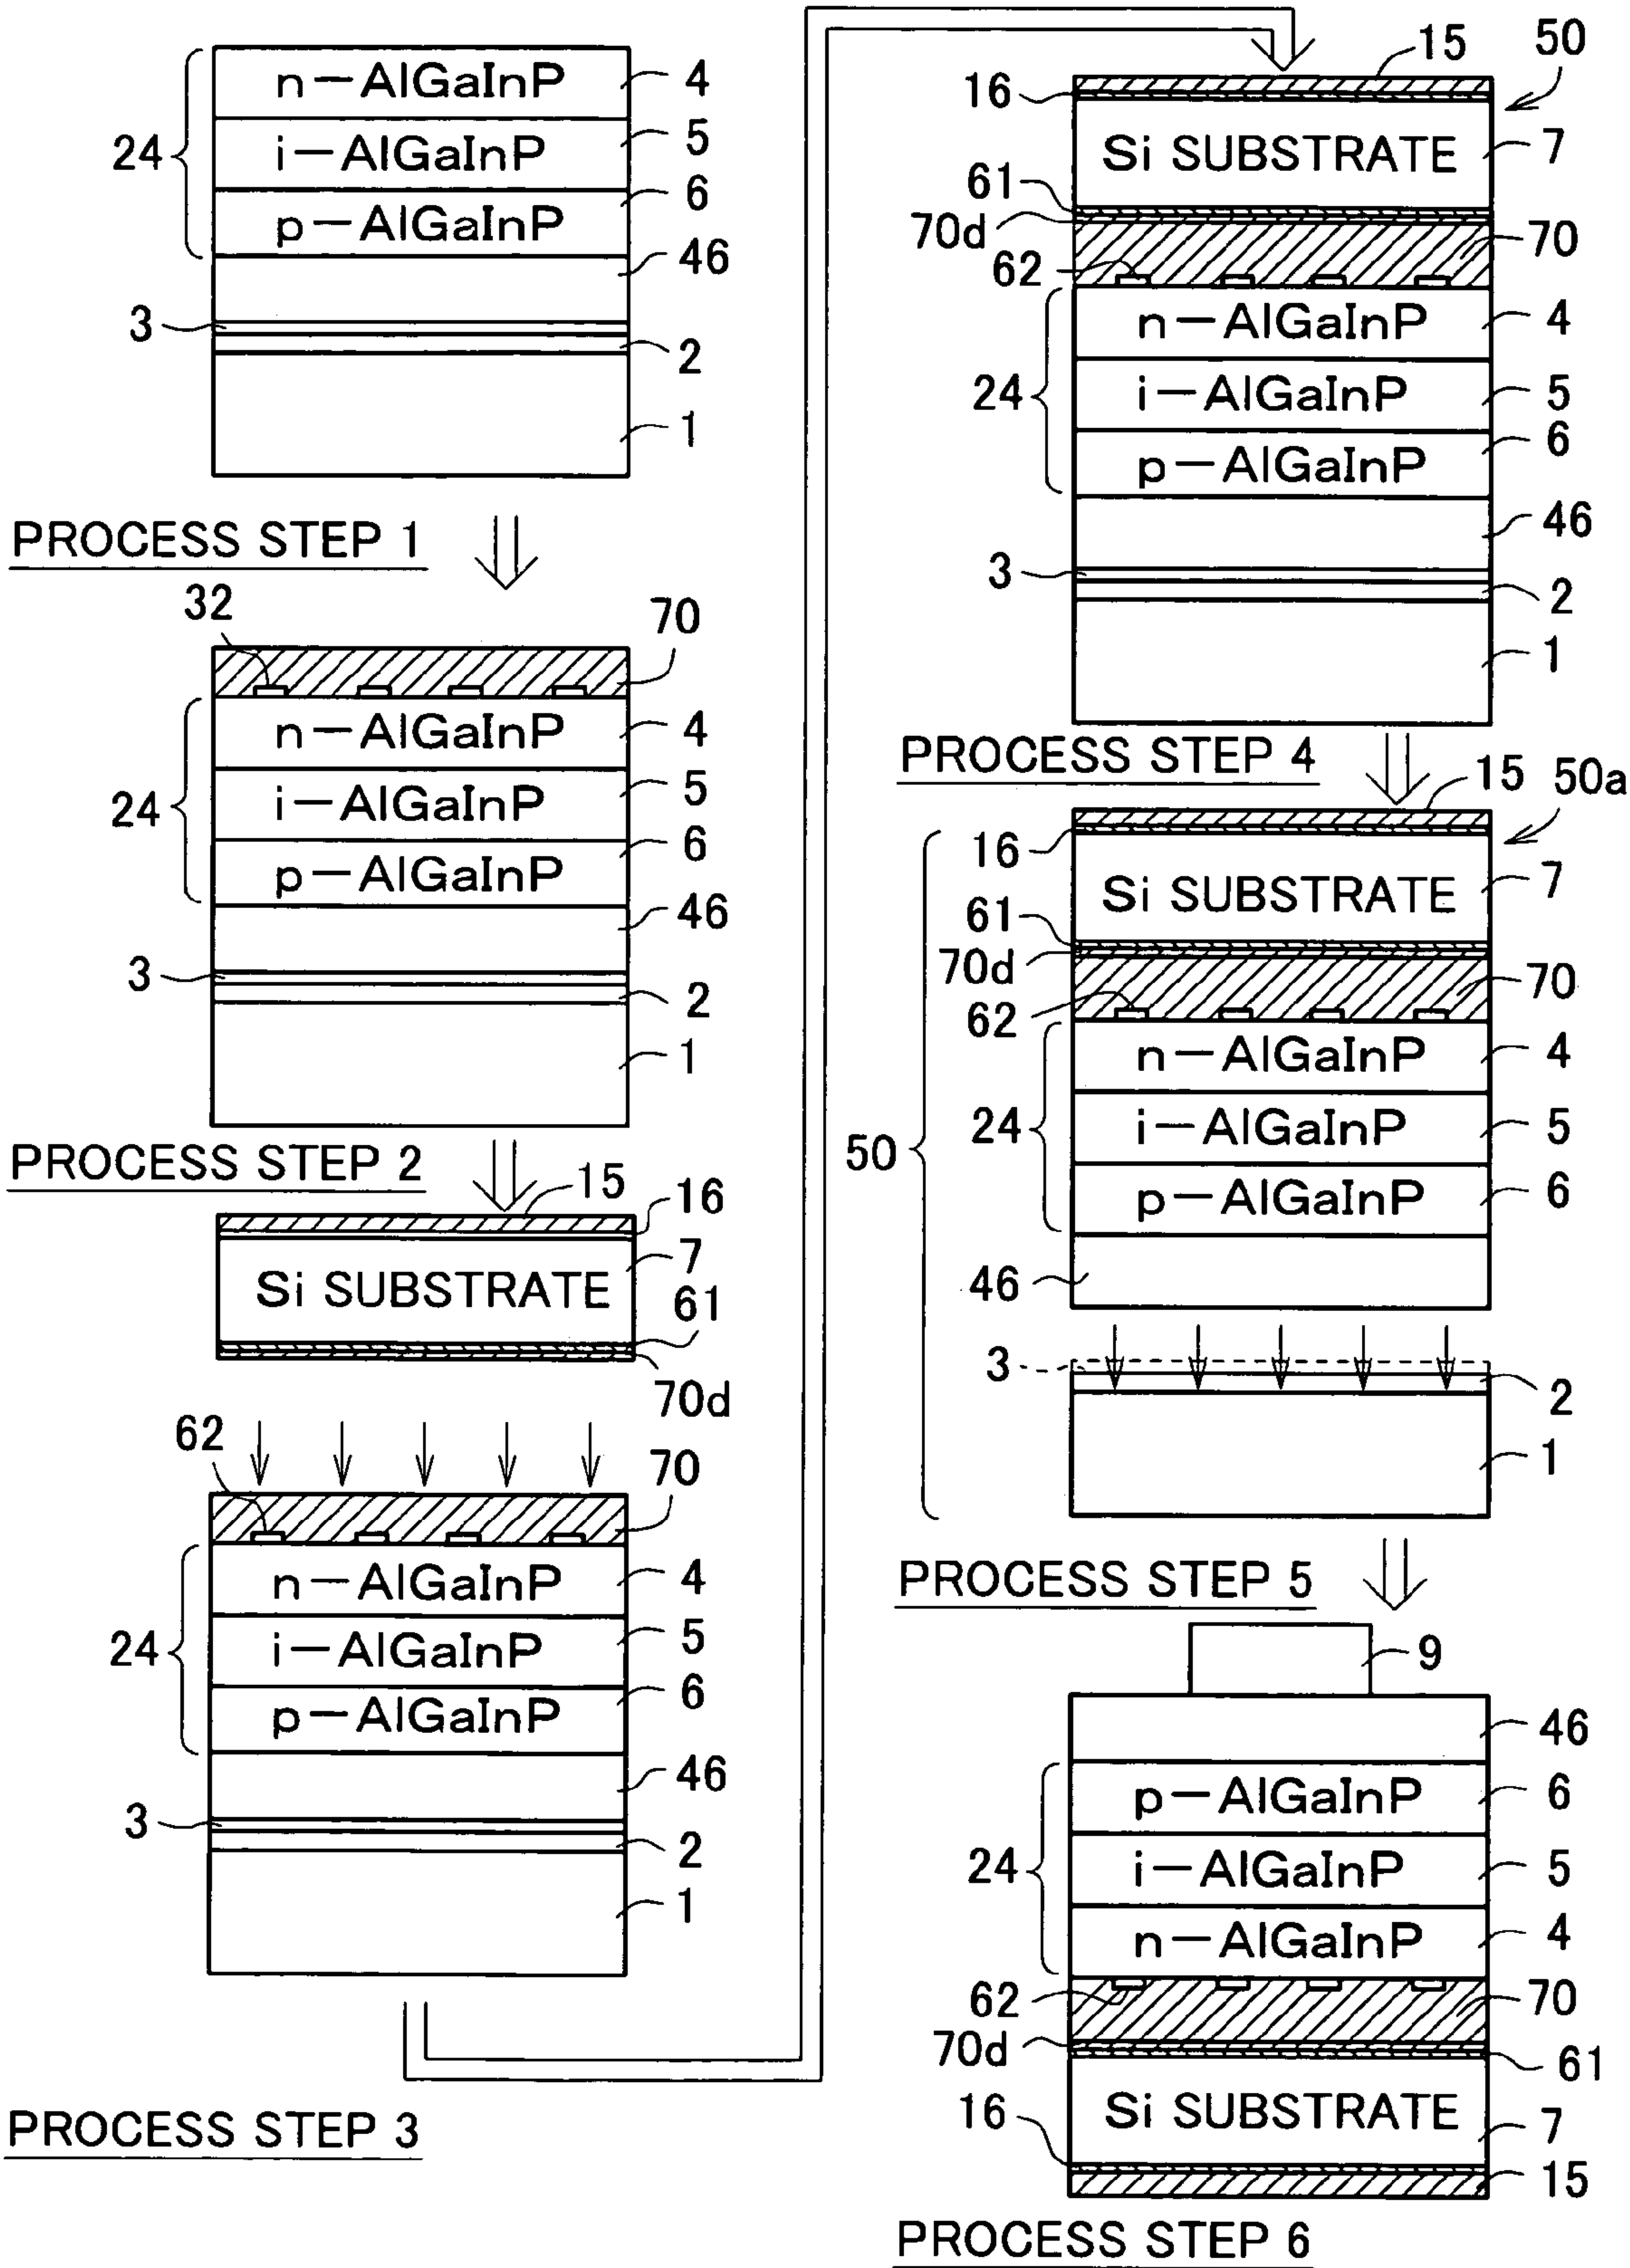 n—AlGaInP 4
24 i—AlGaInP 5
p—AlGaInP 6
46
3
2
1
PROCESS STEP 1
32 70
n—AlGaInP 4
24 i—AlGaInP 5
p—AlGaInP 6
46
3
2
1
PROCESS STEP 2
15 16
7
Si SUBSTRATE
61
70d
62 70
n—AlGaInP 4
24 i—AlGaInP 5
p—AlGaInP 6
46
3
2
1
PROCESS STEP 3
15 50
16
Si SUBSTRATE 7
61
70d 70
62
n—AlGaInP 4
24 i—AlGaInP 5
p—AlGaInP 6
46
3
2
1
PROCESS STEP 4
15 50a
16
Si SUBSTRATE 7
61
70d 70
62
n—AlGaInP 4
50 24 i—AlGaInP 5
p—AlGaInP 6
46
3
2
1
PROCESS STEP 5
9
46
p—AlGaInP 6
24 i—AlGaInP 5
n—AlGaInP 4
62 70
70d 61
16 Si SUBSTRATE 7
15
PROCESS STEP 6